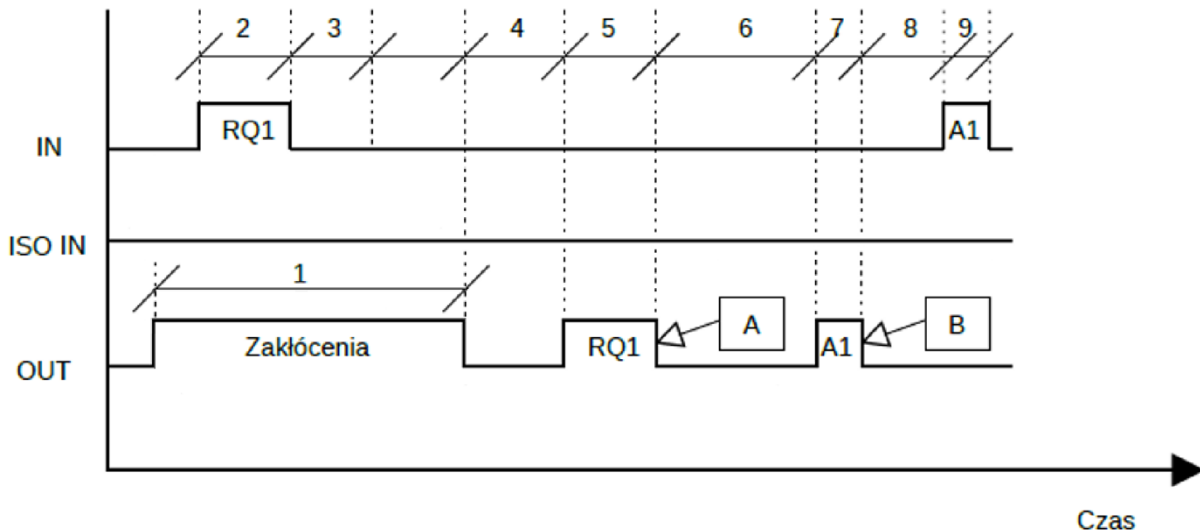 2 3 4 5 6 7 8 9
RQ1 A1
IN
ISO IN
1
A B
Zakłócenia RQ1 A1
OUT
Czas